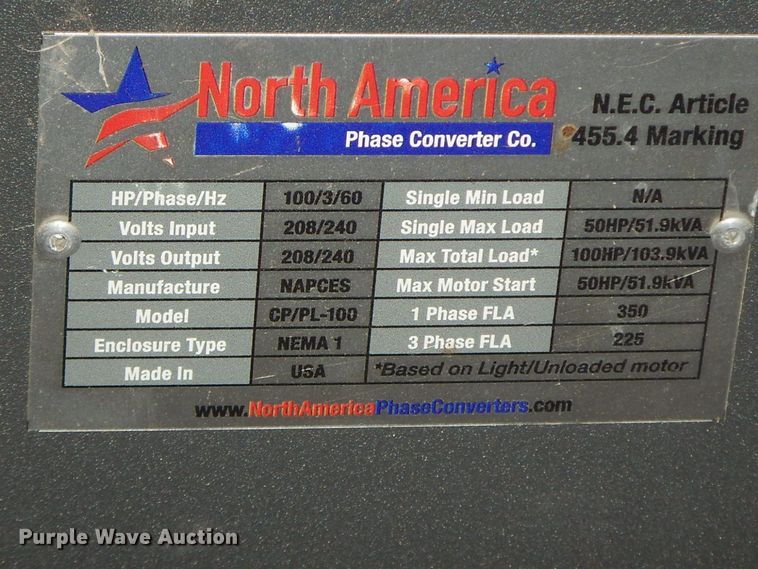 North America
Phase Converter Co.
N.E.C. Article
455.4 Marking
HP/Phase/Hz 100/3/60 Single Min Load N/A
Volts Input 208/240 Single Max Load 50HP/51.9kVA
Volts Output 208/240 Max Total Load* 100HP/103.9kVA
Manufacture NAPCES Max Motor Start 50HP/51.9kVA
Model CP/PL-100 1 Phase FLA 350
Enclosure Type NEMA 1 3 Phase FLA 225
Made In USA *Based on Light/Unloaded motor
www.NorthAmericaPhaseConverters.com
Purple Wave Auction